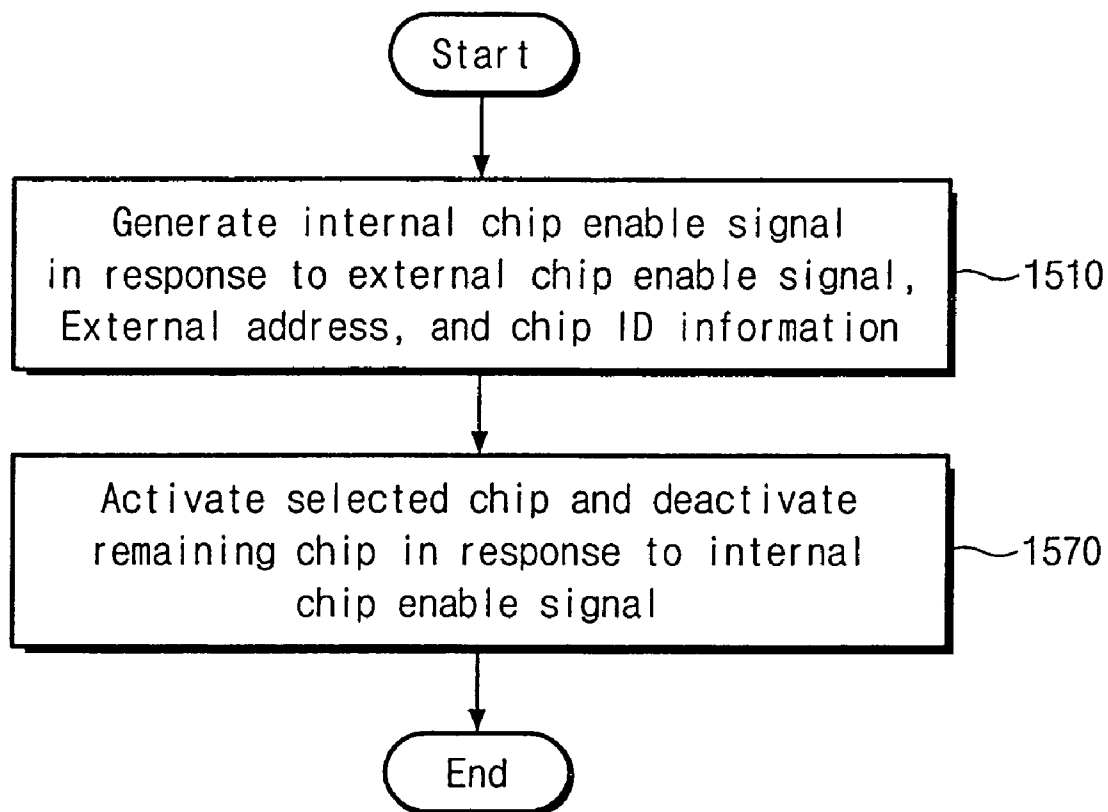 Start
Generate internal chip enable signal
in response to external chip enable signal,
External address, and chip ID information
1510
Activate selected chip and deactivate
remaining chip in response to internal
chip enable signal
1570
End